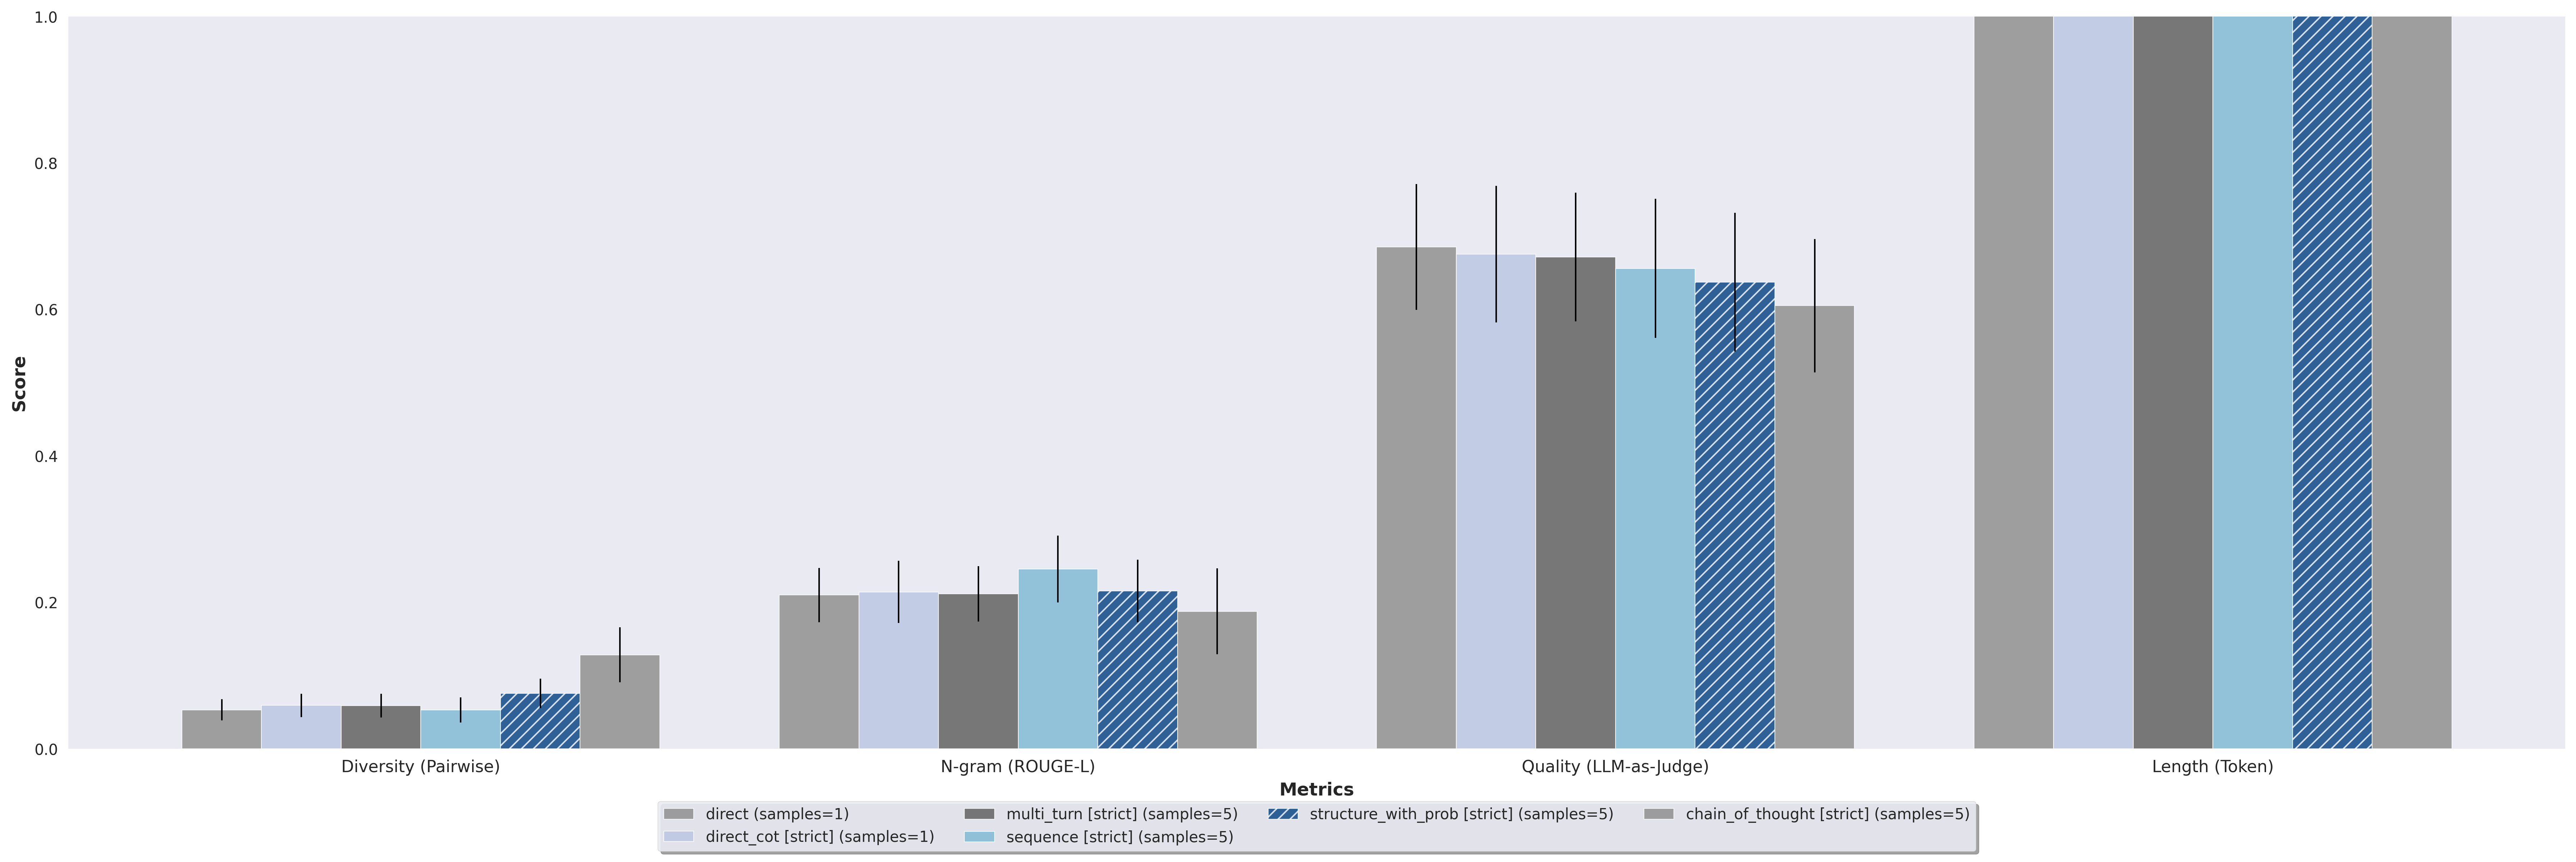 1.0
0.8
0.6
0.4
0.2
0.0
Score
Diversity (Pairwise)
N-gram (ROUGE-L)
Quality (LLM-as-Judge)
Length (Token)
Metrics
direct (samples=1)
direct_cot [strict] (samples=1)
multi_turn [strict] (samples=5)
sequence [strict] (samples=5)
structure_with_prob [strict] (samples=5)
chain_of_thought [strict] (samples=5)